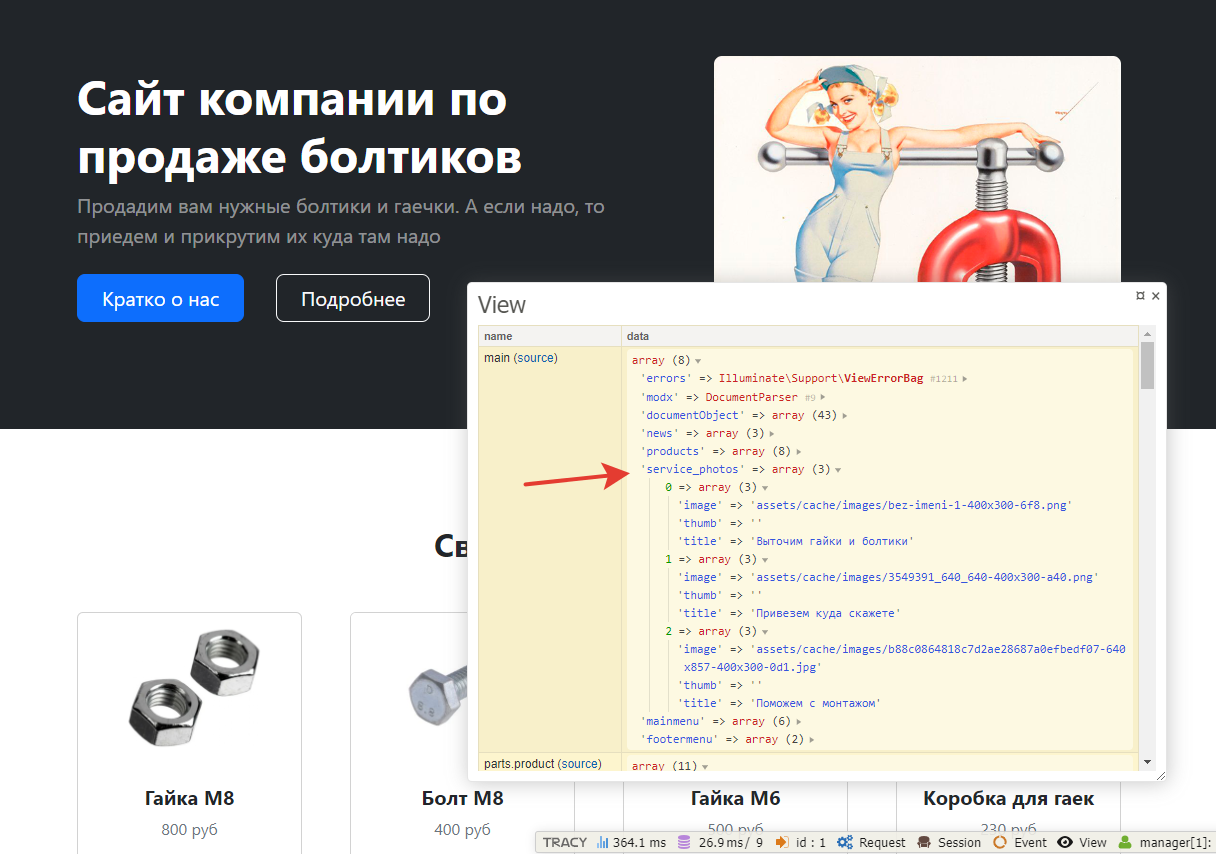 Сайт компании по
продаже болтиков
Продадим вам нужные болтики и гаечки. А если надо, то
приедем и прикрутим их куда там надо
Кратко о нас
Подробнее
View
name
data
main (source)
array (8)
'errors' => Illuminate\Support\ViewErrorBag #1211
'modx' => DocumentParser #9
'documentObject' => array (43)
'news' => array (3)
'products' => array (8)
'service_photos' => array (3)
0 => array (3)
'image' => 'assets/cache/images/bez-imeni-1-400x300-6f8.png'
'thumb' => ''
'title' => 'Выточим гайки и болтики'
1 => array (3)
'image' => 'assets/cache/images/3549391_640_640-400x300-a40.png'
'thumb' => ''
'title' => 'Привезем куда скажете'
2 => array (3)
'image' => 'assets/cache/images/b88c0864818c7d2ae28687a0efbedf07-640
x857-400x300-0d1.jpg'
'thumb' => ''
'title' => 'Поможем с монтажом'
'mainmenu' => array (6)
'footermenu' => array (2)
parts.product (source)
array (11)
Св
8.8
Гайка М8
800 руб
Болт М8
400 руб
Гайка М6
500 руб
Коробка для гаек
230 руб
TRACY 364.1 ms 26.9 ms / 9 id : 1 Request Session Event View manager[1]: